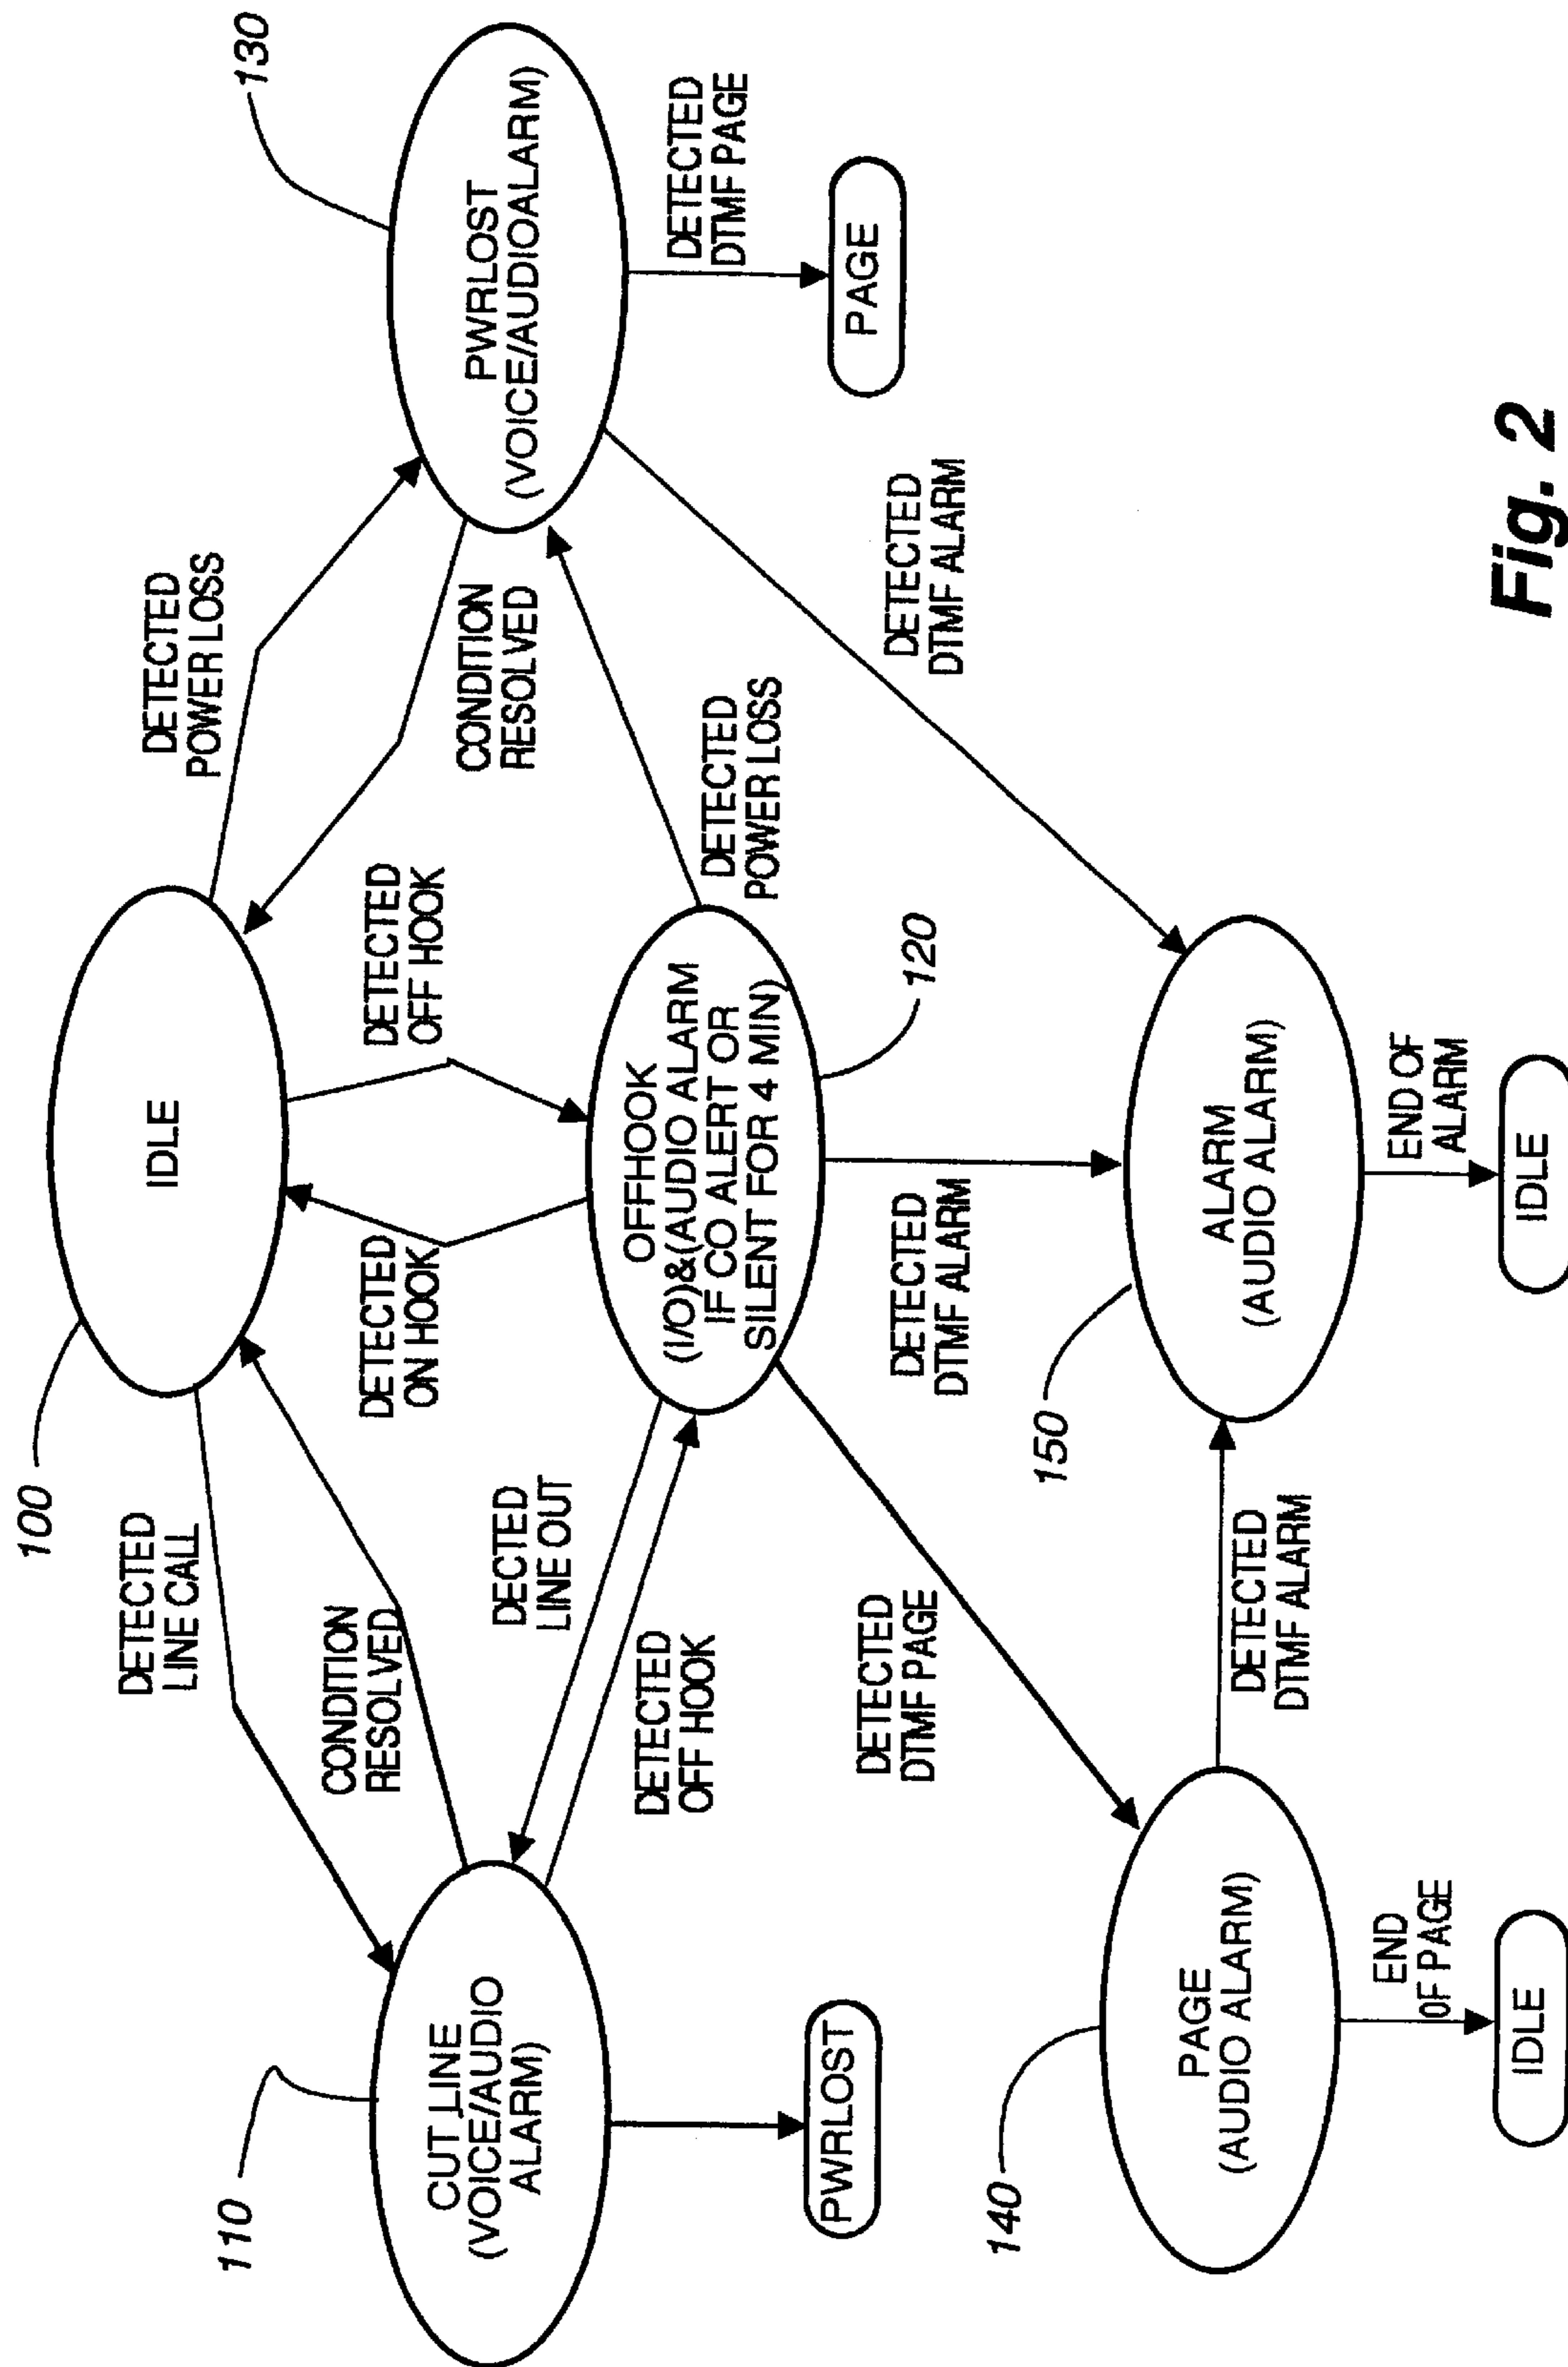 100
IDLE
DETECTED
LINE CALL
DETECTED
POWER LOSS
130
110
CUT LINE
(VOICE/AUDIO
ALARM)
CONDITION
RESOLVED
DETECTED
ON HOOK
DETECTED
OFF HOOK
CONDITION
RESOLVED
PWRLOST
(VOICE/AUDIOALARM)
DECTED
LINE OUT
DETECTED
OFF HOOK
OFFHOOK
(I/O)&(AUDIO ALARM
IF CO ALERT OR
SILENT FOR 4 MIN)
DETECTED
POWER LOSS
120
DETECTED
DTMF PAGE
PWRLOST
PAGE
DETECTED
DTMF PAGE
DETECTED
DTMF ALARM
DETECTED
DTMF ALARM
140
PAGE
(AUDIO ALARM)
DETECTED
DTMF ALARM
150
ALARM
(AUDIO ALARM)
END
OF PAGE
END OF
ALARM
IDLE
IDLE
Fig. 2